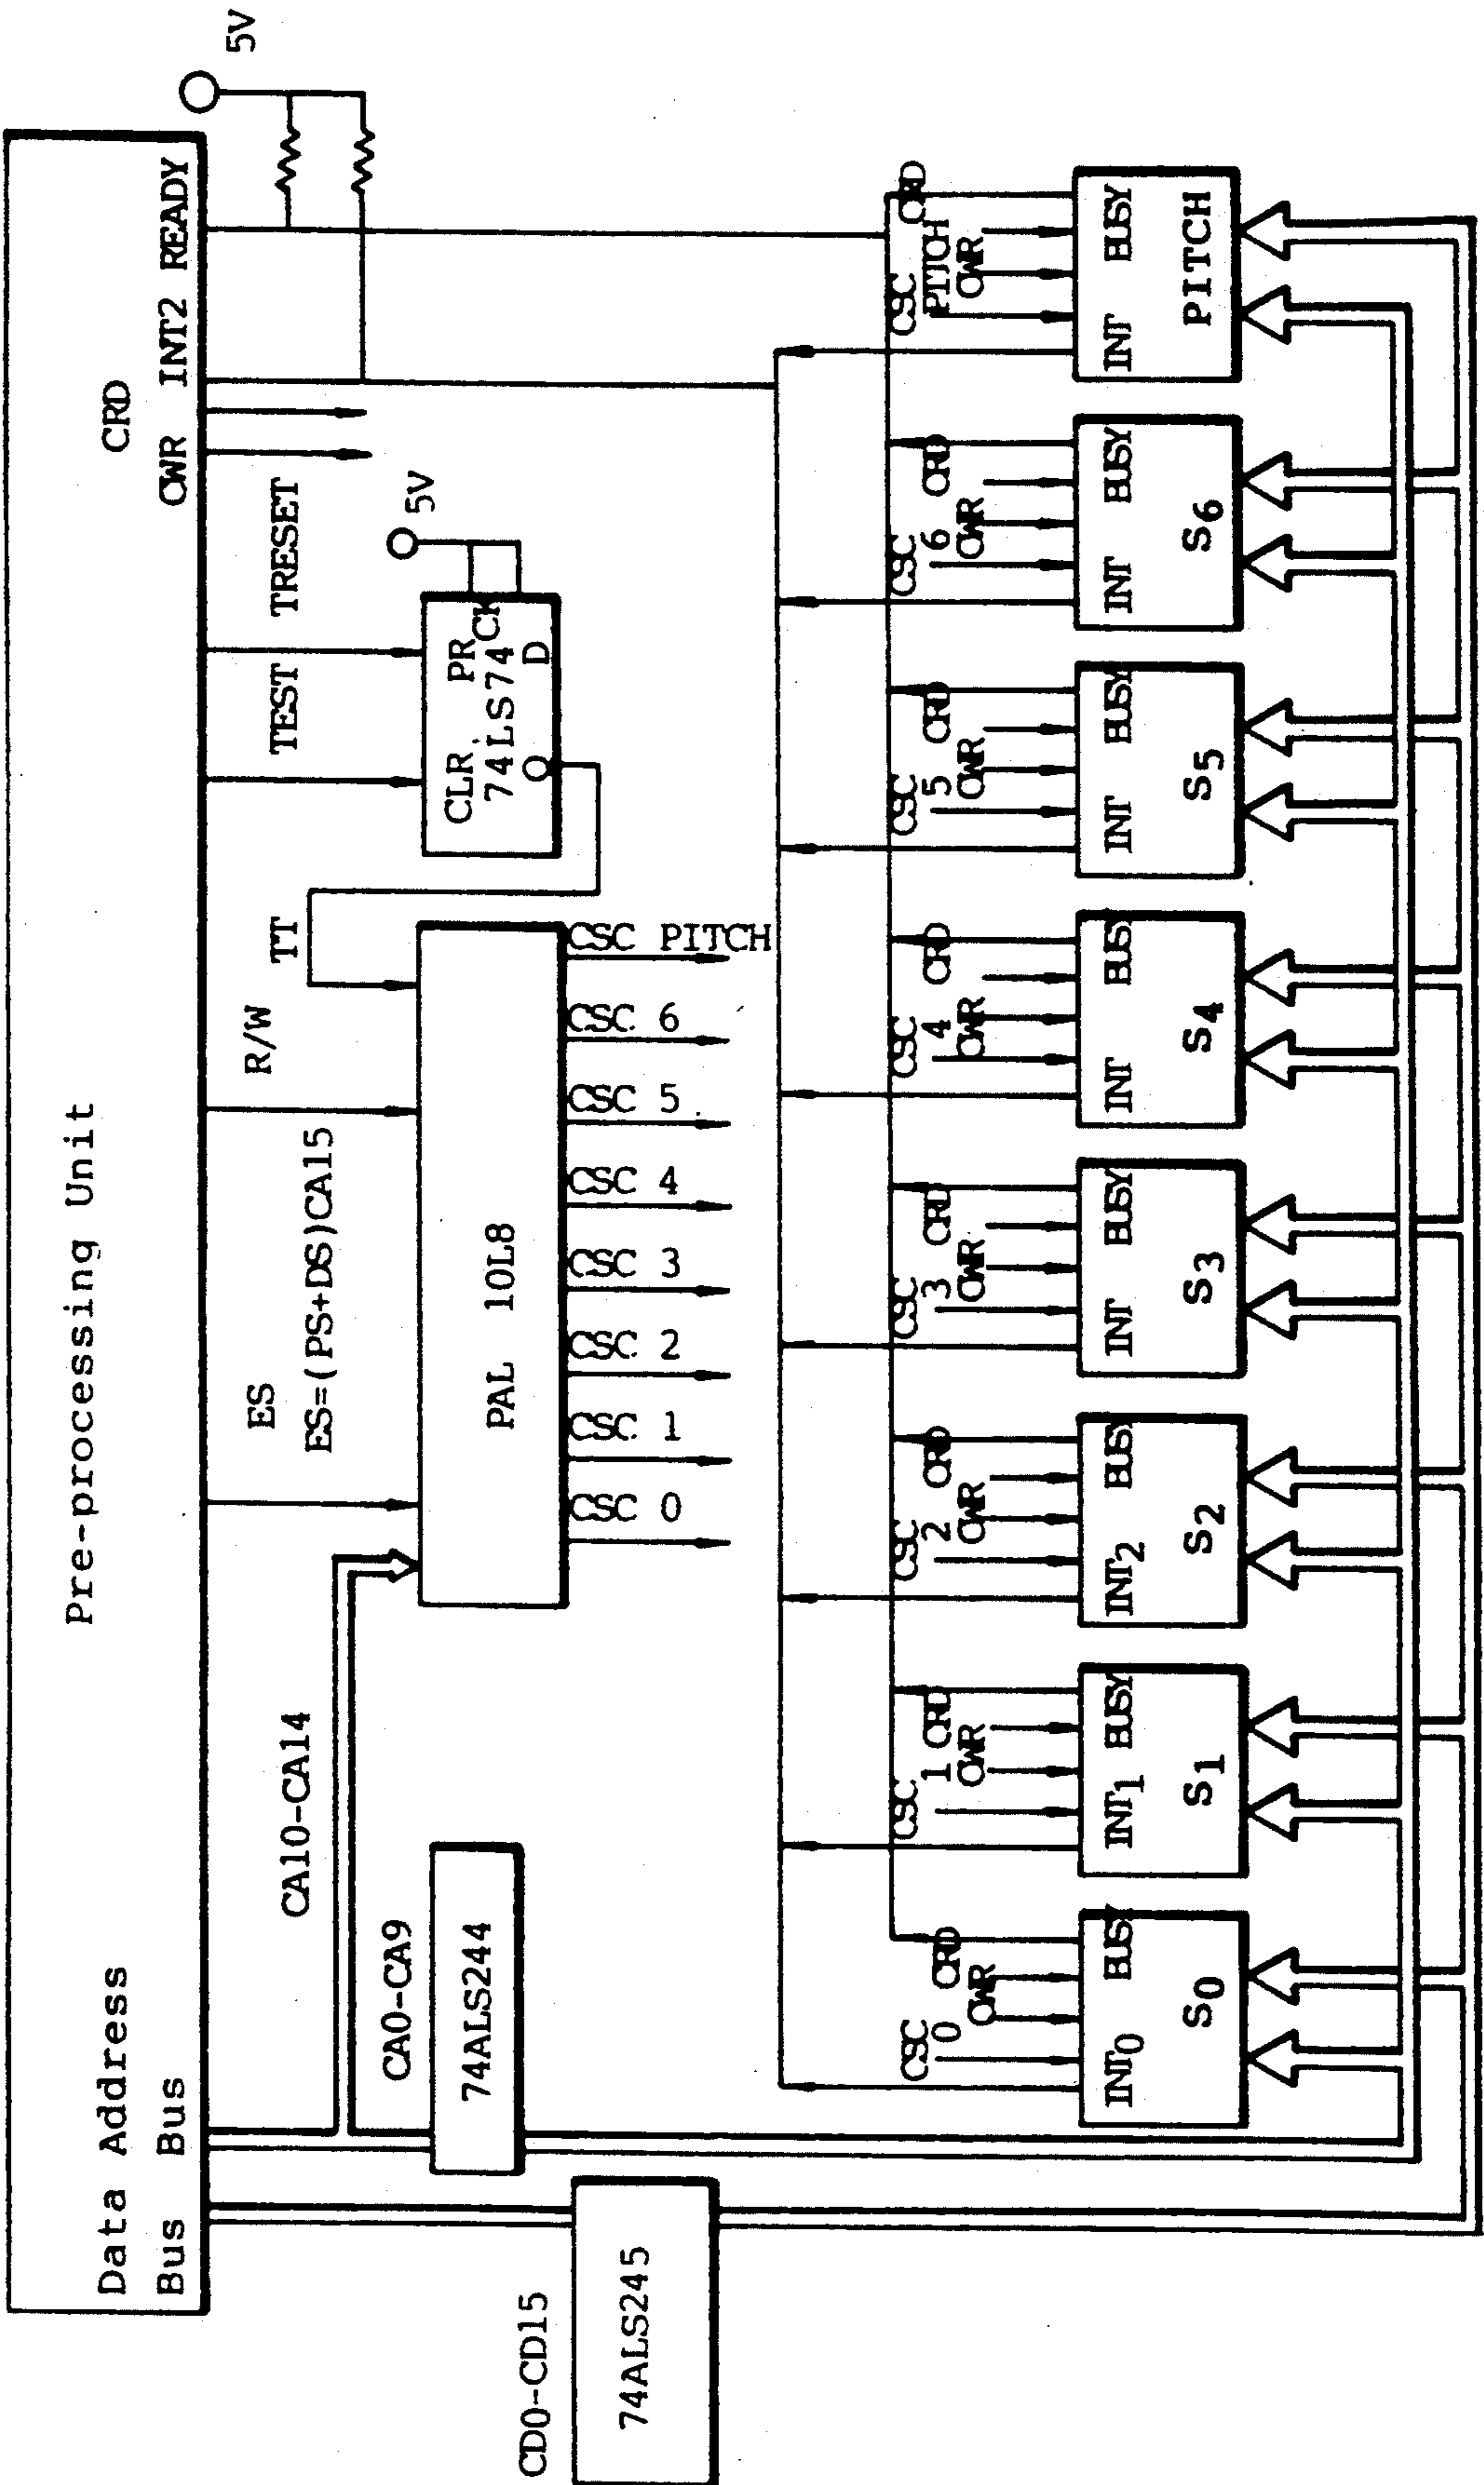 Pre-processing Unit
Data Address
Bus Bus
CRD
CWR INT2 READY
5V
CA10-CA14
ES
ES=(PS+DS)CA15
R/W
TT
TEST TRESET
5V
CLR PR
CK
74LS74
D
Q
CD0-CD15
74ALS245
CA0-CA9
74ALS244
PAL 10L8
CSC 0
CSC 1
CSC 2
CSC 3
CSC 4
CSC 5
CSC 6
CSC PITCH
CSC 0
CWR
CRD
INT0 BUSY
S0
CSC 1
CWR
CRD
INT1 BUSY
S1
CSC 2
CWR
CRD
INT2 BUSY
S2
CSC 3
CWR
CRD
INT BUSY
S3
CSC 4
CWR
CRD
INT BUSY
S4
CSC 5
CWR
CRD
INT BUSY
S5
CSC 6
CWR
CRD
INT BUSY
S6
CSC PITCH
CWR
CRD
INT BUSY
PITCH